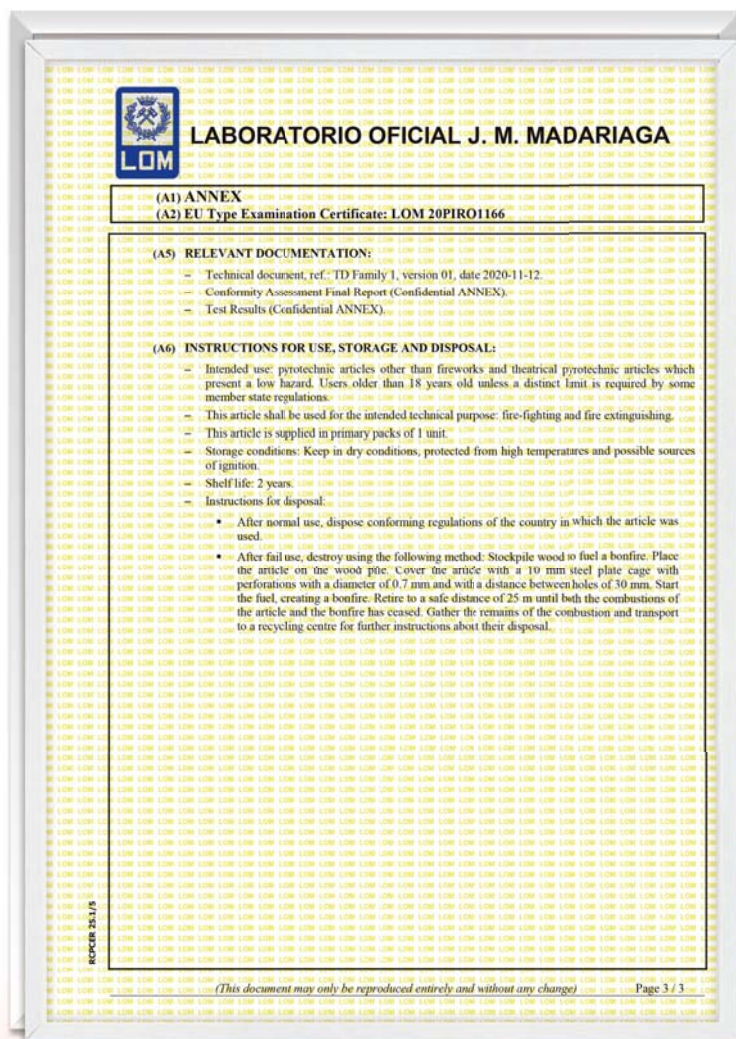 LOM
LABORATORIO OFICIAL J. M. MADARIAGA
(A1) ANNEX
(A2) EU Type Examination Certificate: LOM 20PIRO1166
(A5) RELEVANT DOCUMENTATION:
– Technical document, ref.: TD Family 1, version 01, date 2020-11-12.
– Conformity Assessment Final Report (Confidential ANNEX).
– Test Results (Confidential ANNEX).
(A6) INSTRUCTIONS FOR USE, STORAGE AND DISPOSAL:
– Intended use: pyrotechnic articles other than fireworks and theatrical pyrotechnic articles which
present a low hazard. Users older than 18 years old unless a distinct limit is required by some
member state regulations.
– This article shall be used for the intended technical purpose: fire-fighting and fire extinguishing.
– This article is supplied in primary packs of 1 unit.
– Storage conditions: Keep in dry conditions, protected from high temperatures and possible sources
of ignition.
– Shelf life: 2 years.
– Instructions for disposal:
▪ After normal use, dispose conforming regulations of the country in which the article was
used.
▪ After fail use, destroy using the following method: Stockpile wood to fuel a bonfire. Place
the article on the wood pile. Cover the article with a 10 mm steel plate cage with
perforations with a diameter of 0.7 mm and with a distance between holes of 30 mm. Start
the fuel, creating a bonfire. Retire to a safe distance of 25 m until both the combustions of
the article and the bonfire has ceased. Gather the remains of the combustion and transport
to a recycling centre for further instructions about their disposal.
RCPCER 25.1/5
(This document may only be reproduced entirely and without any change)
Page 3 / 3